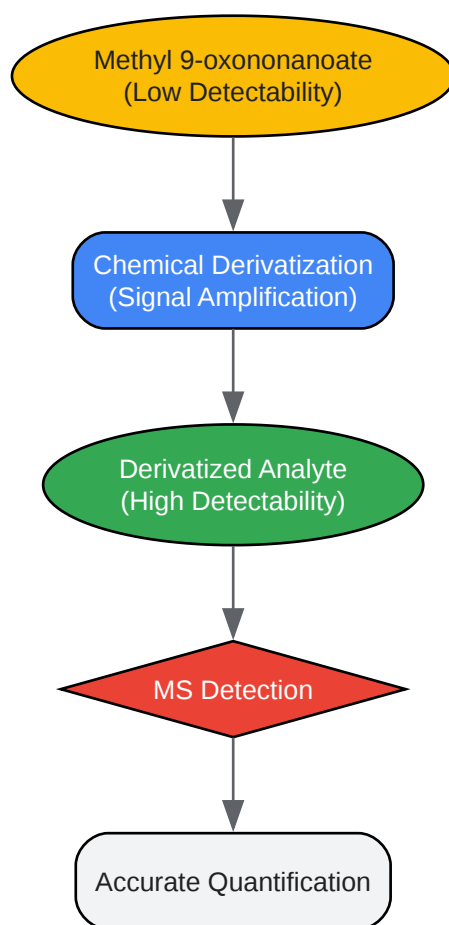 Methyl 9-oxononanoate
(Low Detectability)
Chemical Derivatization
(Signal Amplification)
Derivatized Analyte
(High Detectability)
MS Detection
Accurate Quantification